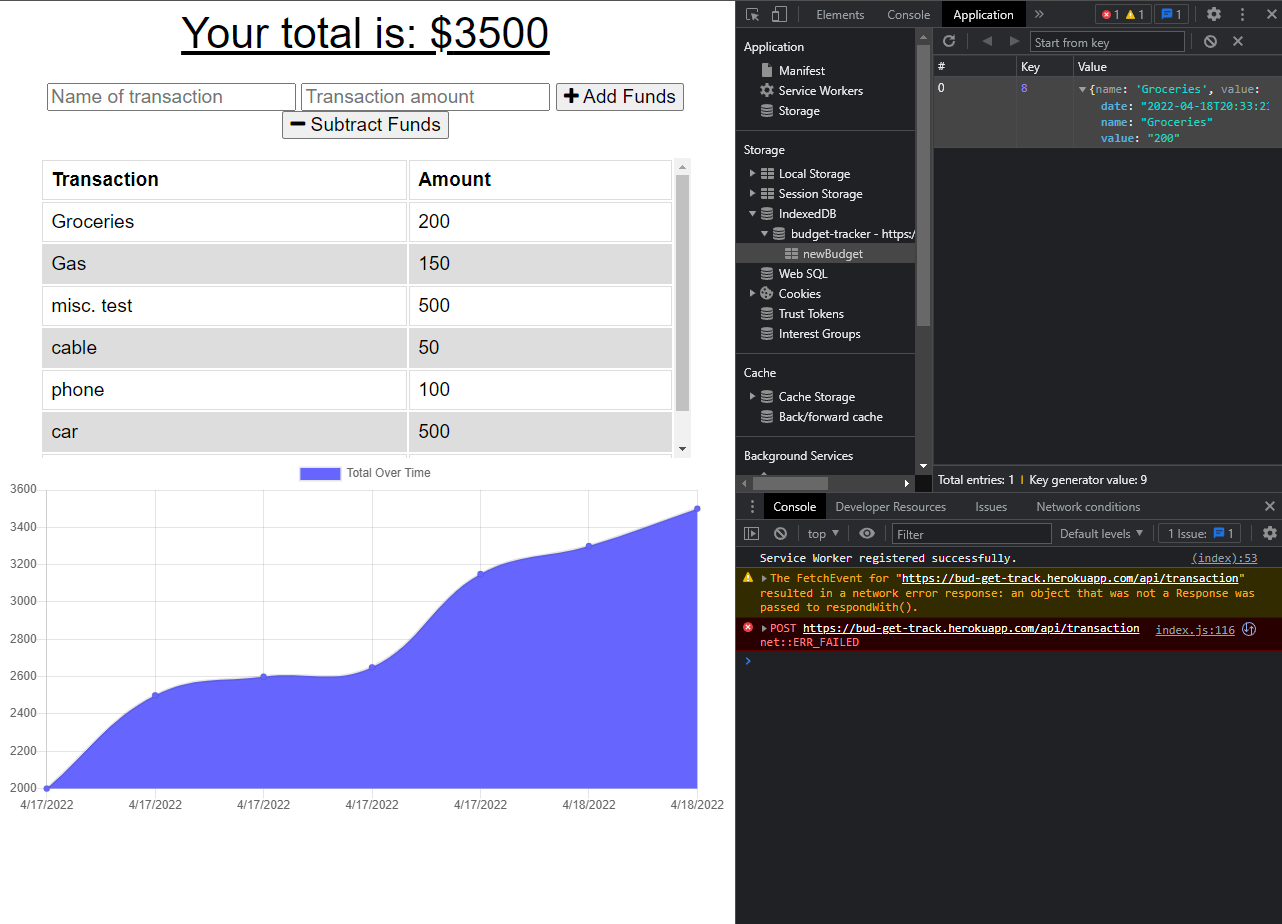 Your total is: $3500
Name of transaction Transaction amount Add Funds
Subtract Funds
Transaction Amount
Groceries 200
Gas 150
misc. test 500
cable 50
phone 100
car 500
Total Over Time
3600
3400
3200
3000
2800
2600
2400
2200
2000
4/17/2022 4/17/2022 4/17/2022 4/17/2022 4/17/2022 4/18/2022 4/18/2022
Elements Console Application » 1 1 1
Application
Manifest
Service Workers
Storage
Storage
Local Storage
Session Storage
IndexedDB
budget-tracker - https:/
newBudget
Web SQL
Cookies
Trust Tokens
Interest Groups
Cache
Cache Storage
Back/forward cache
Background Services
Start from key
# Key Value
0 8 {name: 'Groceries', value:
date: "2022-04-18T20:33:21
name: "Groceries"
value: "200"
Total entries: 1 Key generator value: 9
Console Developer Resources Issues Network conditions
top Filter Default levels 1 Issue: 1
Service Worker registered successfully. (index):53
The FetchEvent for "https://bud-get-track.herokuapp.com/api/transaction"
resulted in a network error response: an object that was not a Response was
passed to respondWith().
POST https://bud-get-track.herokuapp.com/api/transaction index.js:116
net::ERR_FAILED